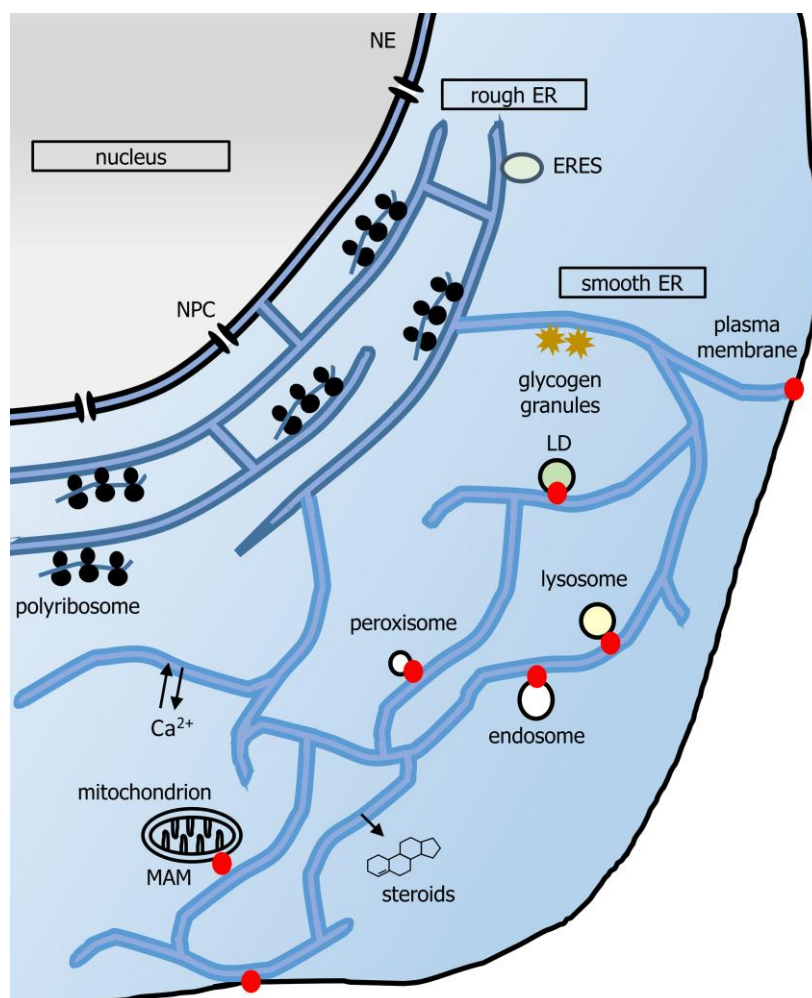 NE
rough ER
nucleus
ERES
smooth ER
NPC
plasma
membrane
glycogen
granules
LD
lysosome
polyribosome
peroxisome
Ca²⁺
endosome
mitochondrion
MAM
steroids